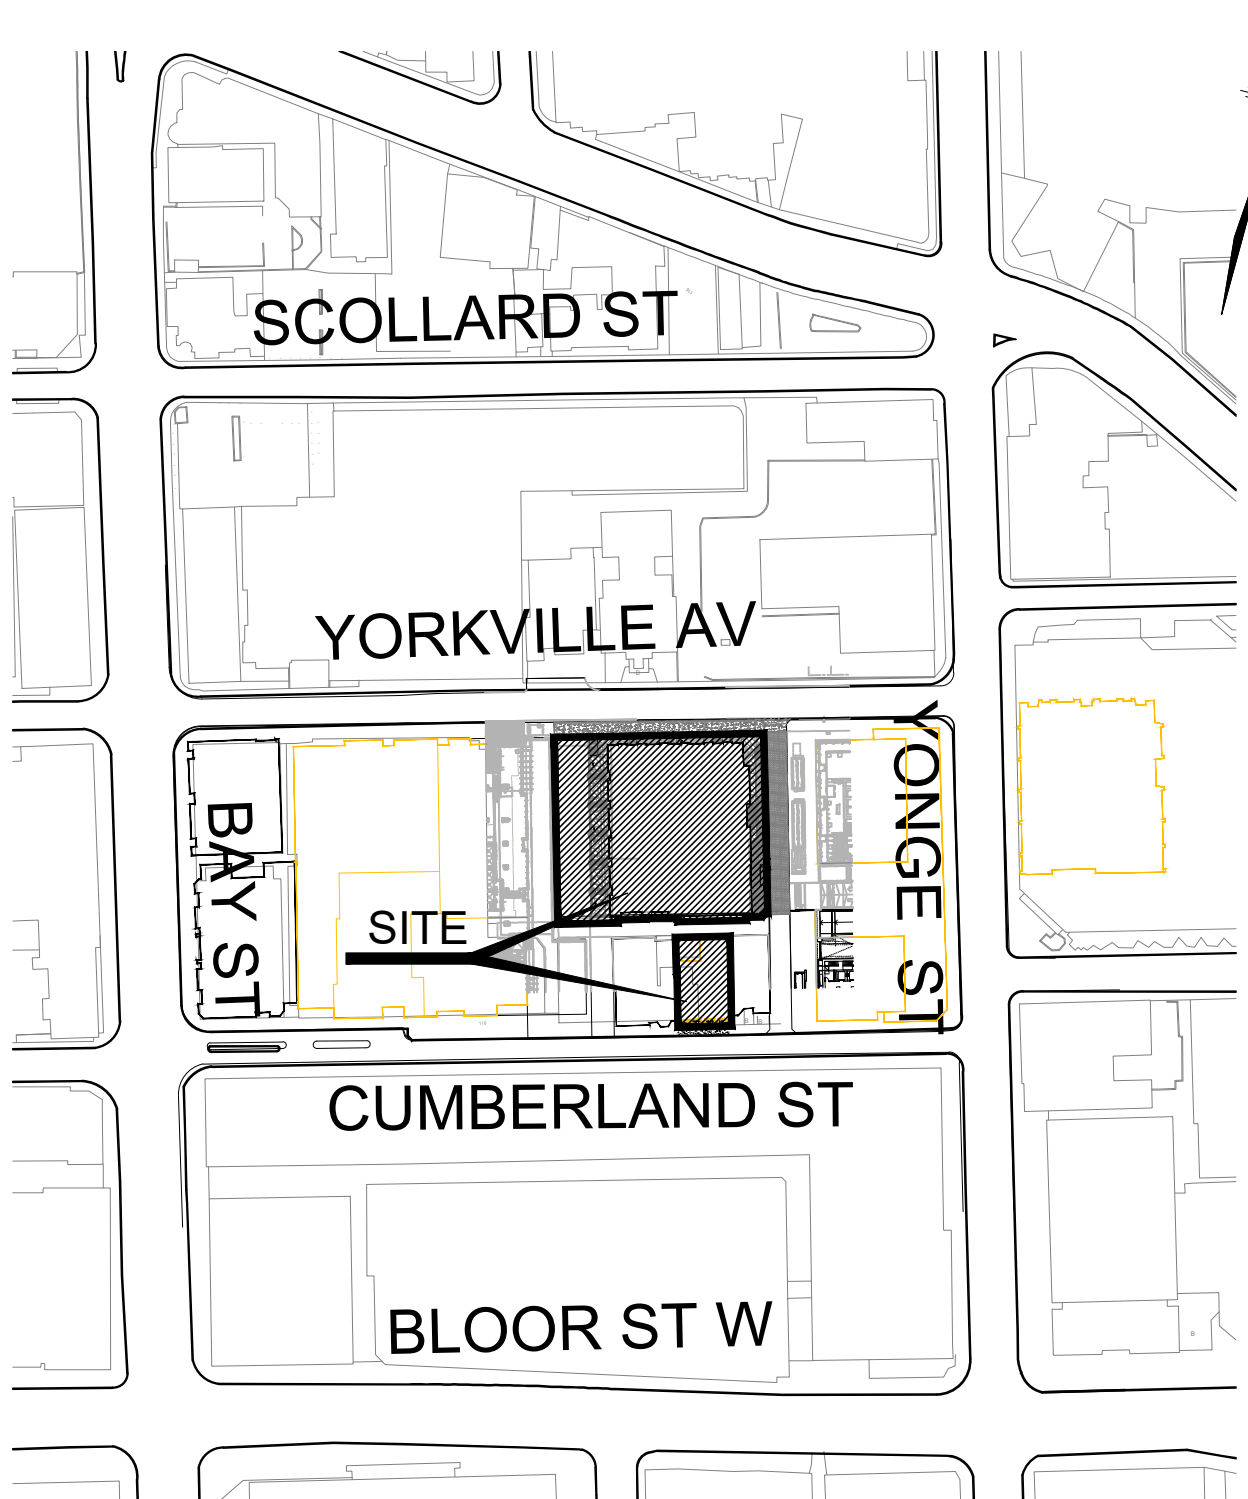 SCOLLARD ST
YORKVILLE AV
YONGE ST
BAY ST
SITE
CUMBERLAND ST
BLOOR ST W